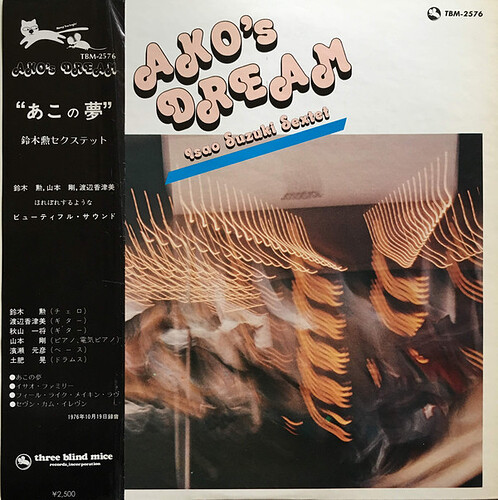 TBM-2576
AKO's DREAM
“あこの夢”
鈴木勲セクステット
鈴木 勲, 山本 剛, 渡辺香津美
ほれぼれするような
ビューティフル・サウンド
鈴木 勲 (チェロ)
渡辺香津美 (ギター)
秋山 一将 (ギター)
山本 剛 (ピアノ, 電気ピアノ)
濱瀬 元彦 (ベース)
土肥 晃 (ドラムス)
●あこの夢
●イサオ・ファミリー
●フィール・ライク・メイキン・ラヴ
●セヴン・カム・イレヴン
1976年10月19日録音
three blind mice
records, incorporation
¥2,500
TBM-2576
AKO's
DREAM
Isao Suzuki Sextet